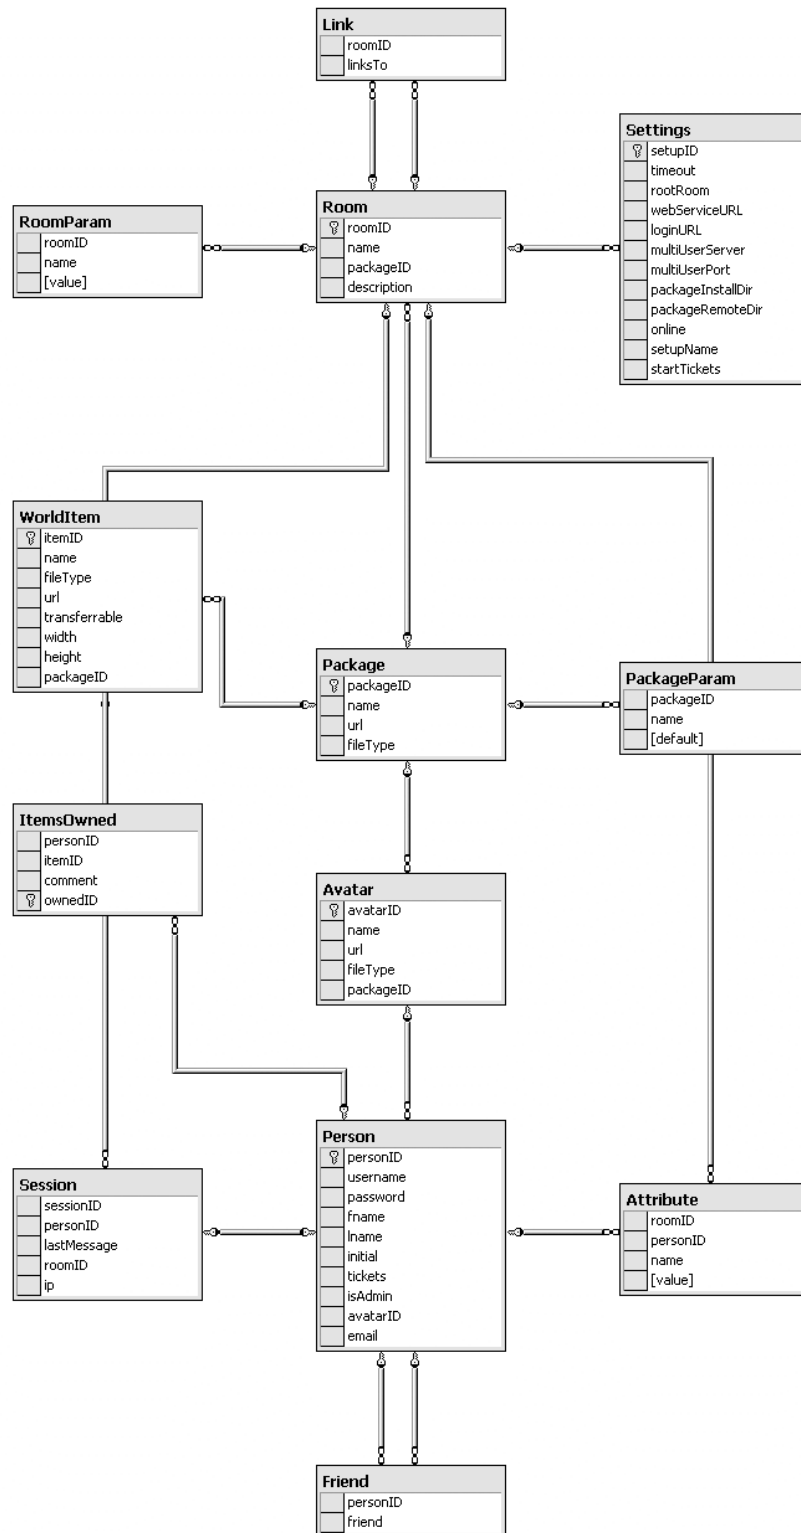 Link
roomID
linksTo
Settings
setupID
timeout
rootRoom
webServiceURL
loginURL
multiUserServer
multiUserPort
packageInstallDir
packageRemoteDir
online
setupName
startTickets
Room
roomID
name
packageID
description
RoomParam
roomID
name
[value]
WorldItem
itemID
name
fileType
url
transferrable
width
height
packageID
Package
packageID
name
url
fileType
PackageParam
packageID
name
[default]
ItemsOwned
personID
itemID
comment
ownedID
Avatar
avatarID
name
url
fileType
packageID
Person
personID
username
password
fname
lname
initial
tickets
isAdmin
avatarID
email
Session
sessionID
personID
lastMessage
roomID
ip
Attribute
roomID
personID
name
[value]
Friend
personID
friend